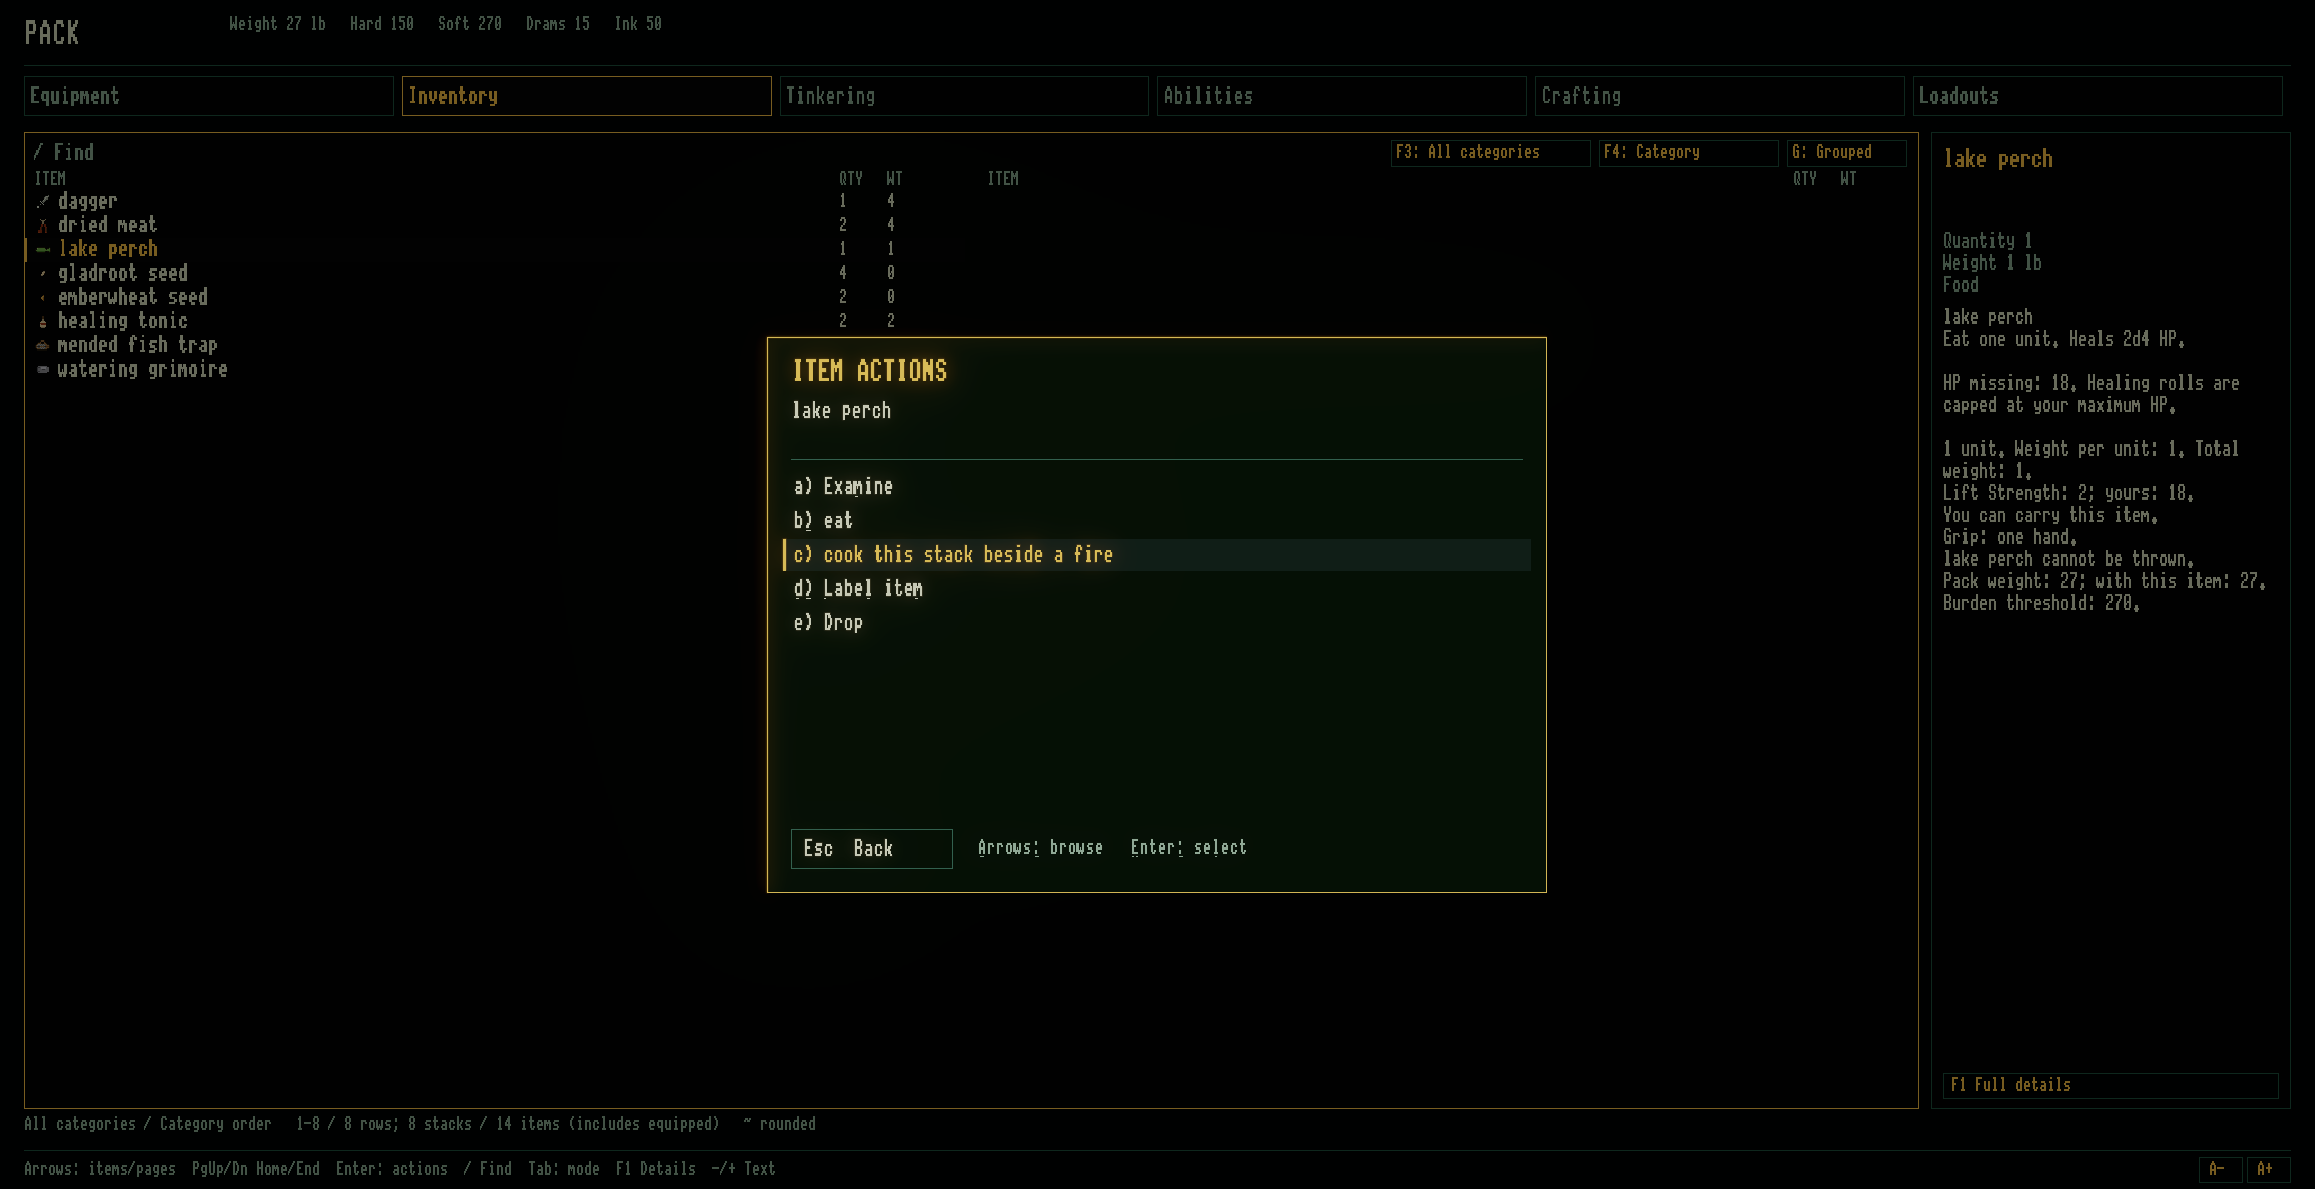 PACK Weight 27 lb Hard 150 Soft 270 Drams 15 Ink 50
Equipment Inventory Tinkering Abilities Crafting Loadouts
/ Find F3: All categories F4: Category G: Grouped
ITEM QTY WT ITEM QTY WT
dagger 1 4
dried meat 2 4
lake perch 1 1
gladroot seed 4 0
emberwheat seed 2 0
healing tonic 2 2
mended fish trap
watering grimoire
ITEM ACTIONS
lake perch
a) Examine
b) eat
c) cook this stack beside a fire
d) Label item
e) Drop
Esc Back Arrows: browse Enter: select
lake perch
Quantity 1
Weight 1 lb
Food
lake perch
Eat one unit. Heals 2d4 HP.
HP missing: 18. Healing rolls are
capped at your maximum HP.
1 unit. Weight per unit: 1. Total
weight: 1.
Lift Strength: 2; yours: 18.
You can carry this item.
Grip: one hand.
lake perch cannot be thrown.
Pack weight: 27; with this item: 27.
Burden threshold: 270.
F1 Full details
All categories / Category order 1-8 / 8 rows; 8 stacks / 14 items (includes equipped) ~ rounded
Arrows: items/pages PgUp/Dn Home/End Enter: actions / Find Tab: mode F1 Details -/+ Text A- A+